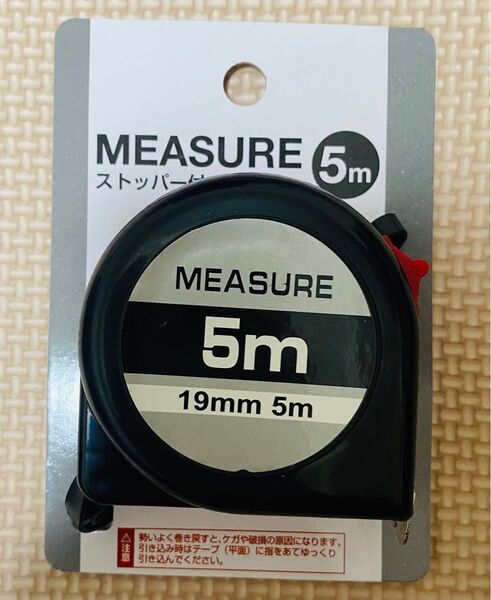 MEASURE 5m
ストッパー付
MEASURE
5m
19mm 5m
⚠注意
勢いよく巻き戻すと、ケガや破損の原因になります。
引き込み時はテープ（平面）に指をあてゆっくり
引き込んでください。